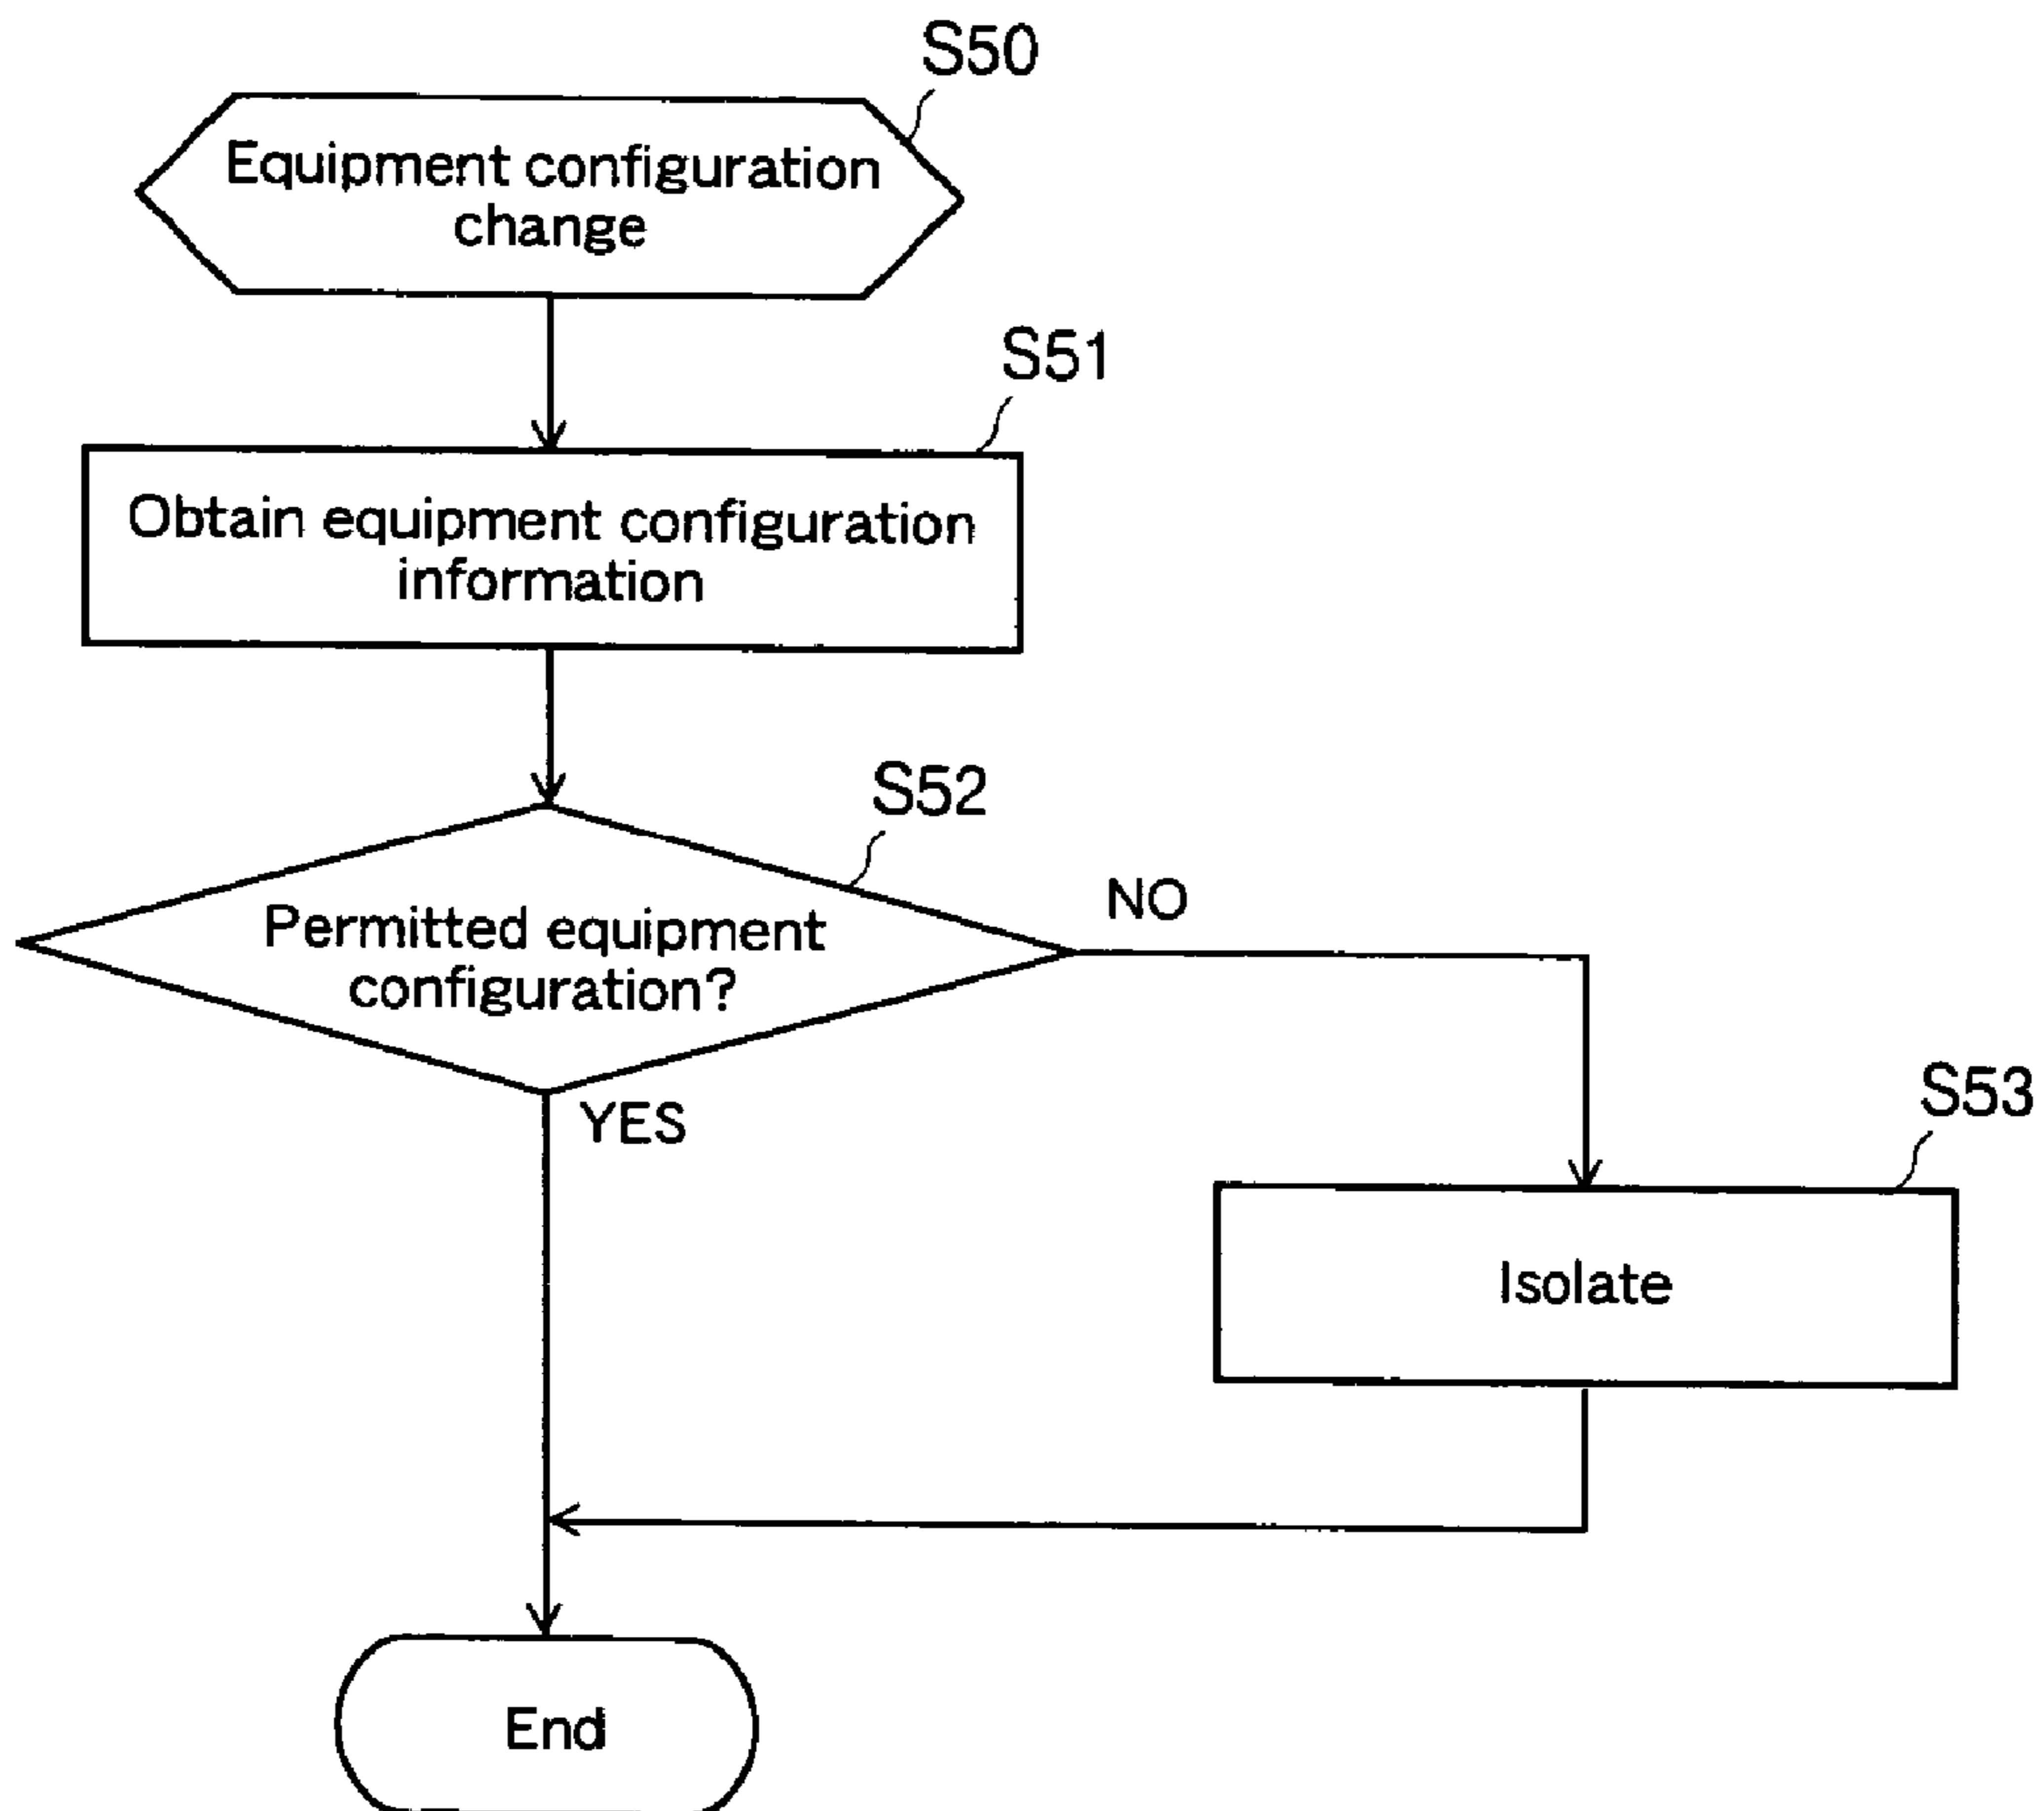 S50
Equipment configuration
change
S51
Obtain equipment configuration
information
S52
Permitted equipment
configuration?
NO
YES
S53
Isolate
End